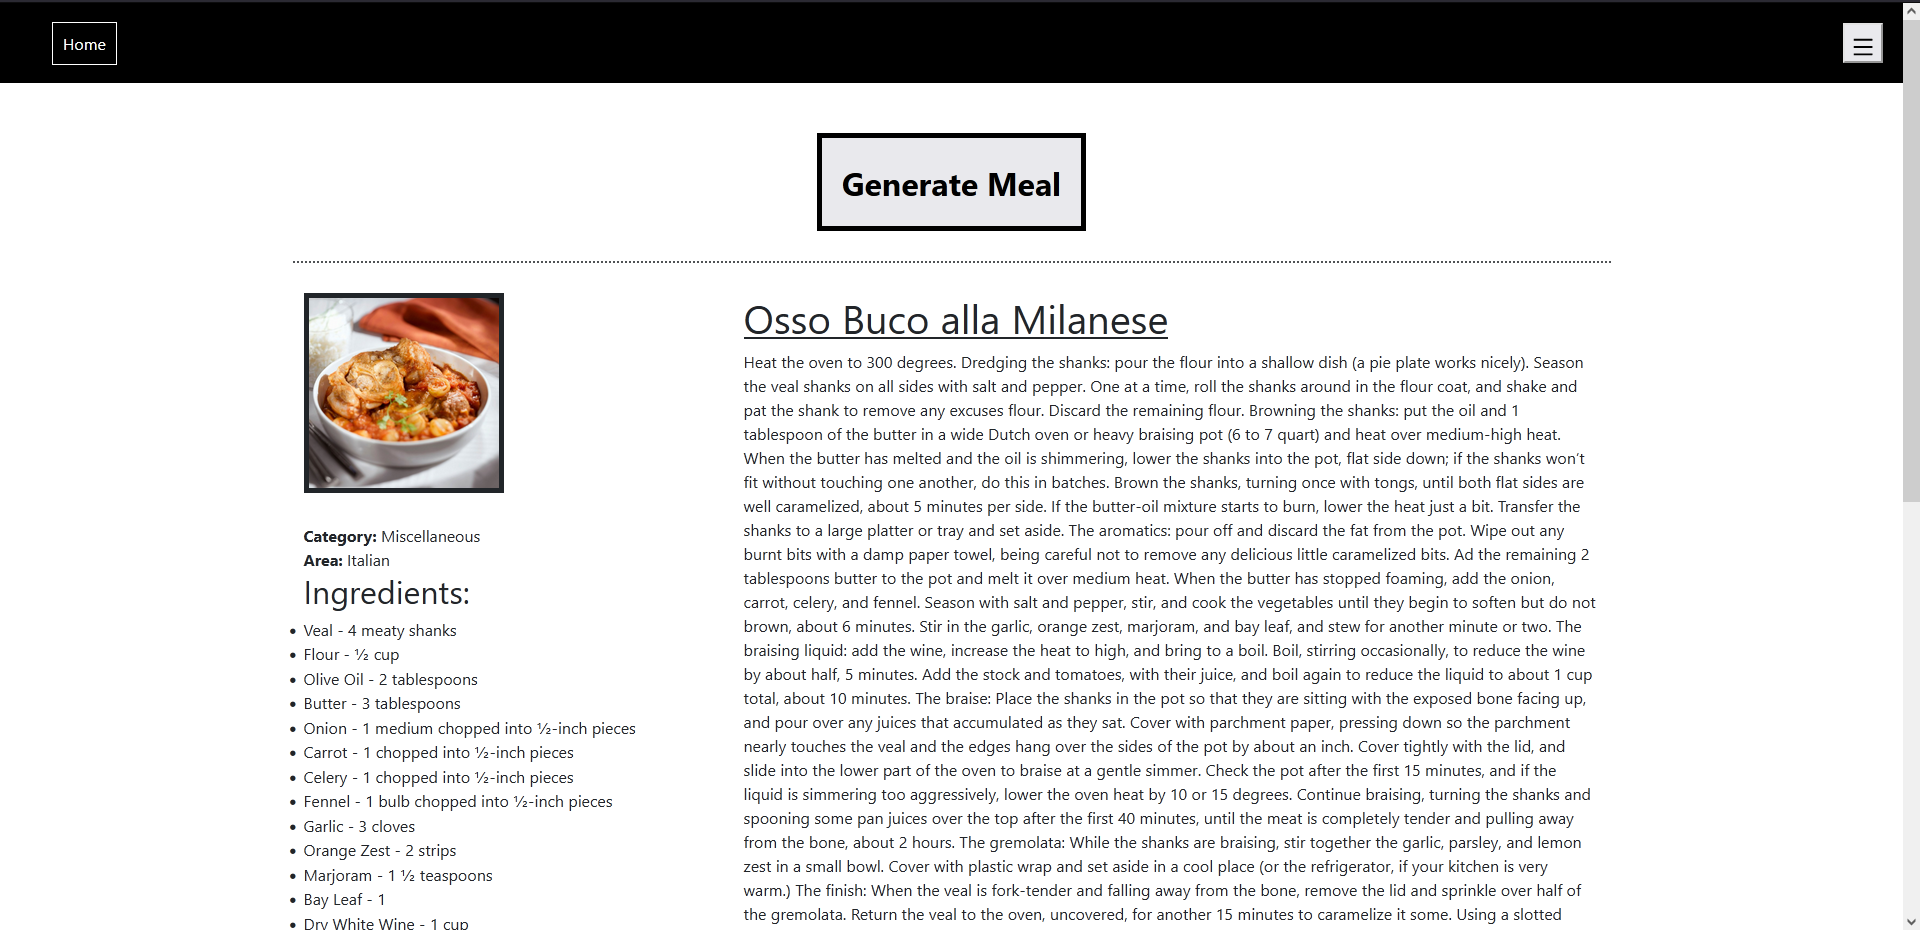 Home
Generate Meal
Category: Miscellaneous
Area: Italian
Ingredients:
• Veal - 4 meaty shanks
• Flour - ½ cup
• Olive Oil - 2 tablespoons
• Butter - 3 tablespoons
• Onion - 1 medium chopped into ½-inch pieces
• Carrot - 1 chopped into ½-inch pieces
• Celery - 1 chopped into ½-inch pieces
• Fennel - 1 bulb chopped into ½-inch pieces
• Garlic - 3 cloves
• Orange Zest - 2 strips
• Marjoram - 1 ½ teaspoons
• Bay Leaf - 1
• Dry White Wine - 1 cup
Osso Buco alla Milanese
Heat the oven to 300 degrees. Dredging the shanks: pour the flour into a shallow dish (a pie plate works nicely). Season
the veal shanks on all sides with salt and pepper. One at a time, roll the shanks around in the flour coat, and shake and
pat the shank to remove any excuses flour. Discard the remaining flour. Browning the shanks: put the oil and 1
tablespoon of the butter in a wide Dutch oven or heavy braising pot (6 to 7 quart) and heat over medium-high heat.
When the butter has melted and the oil is shimmering, lower the shanks into the pot, flat side down; if the shanks won’t
fit without touching one another, do this in batches. Brown the shanks, turning once with tongs, until both flat sides are
well caramelized, about 5 minutes per side. If the butter-oil mixture starts to burn, lower the heat just a bit. Transfer the
shanks to a large platter or tray and set aside. The aromatics: pour off and discard the fat from the pot. Wipe out any
burnt bits with a damp paper towel, being careful not to remove any delicious little caramelized bits. Ad the remaining 2
tablespoons butter to the pot and melt it over medium heat. When the butter has stopped foaming, add the onion,
carrot, celery, and fennel. Season with salt and pepper, stir, and cook the vegetables until they begin to soften but do not
brown, about 6 minutes. Stir in the garlic, orange zest, marjoram, and bay leaf, and stew for another minute or two. The
braising liquid: add the wine, increase the heat to high, and bring to a boil. Boil, stirring occasionally, to reduce the wine
by about half, 5 minutes. Add the stock and tomatoes, with their juice, and boil again to reduce the liquid to about 1 cup
total, about 10 minutes. The braise: Place the shanks in the pot so that they are sitting with the exposed bone facing up,
and pour over any juices that accumulated as they sat. Cover with parchment paper, pressing down so the parchment
nearly touches the veal and the edges hang over the sides of the pot by about an inch. Cover tightly with the lid, and
slide into the lower part of the oven to braise at a gentle simmer. Check the pot after the first 15 minutes, and if the
liquid is simmering too aggressively, lower the oven heat by 10 or 15 degrees. Continue braising, turning the shanks and
spooning some pan juices over the top after the first 40 minutes, until the meat is completely tender and pulling away
from the bone, about 2 hours. The gremolata: While the shanks are braising, stir together the garlic, parsley, and lemon
zest in a small bowl. Cover with plastic wrap and set aside in a cool place (or the refrigerator, if your kitchen is very
warm.) The finish: When the veal is fork-tender and falling away from the bone, remove the lid and sprinkle over half of
the gremolata. Return the veal to the oven, uncovered, for another 15 minutes to caramelize it some. Using a slotted